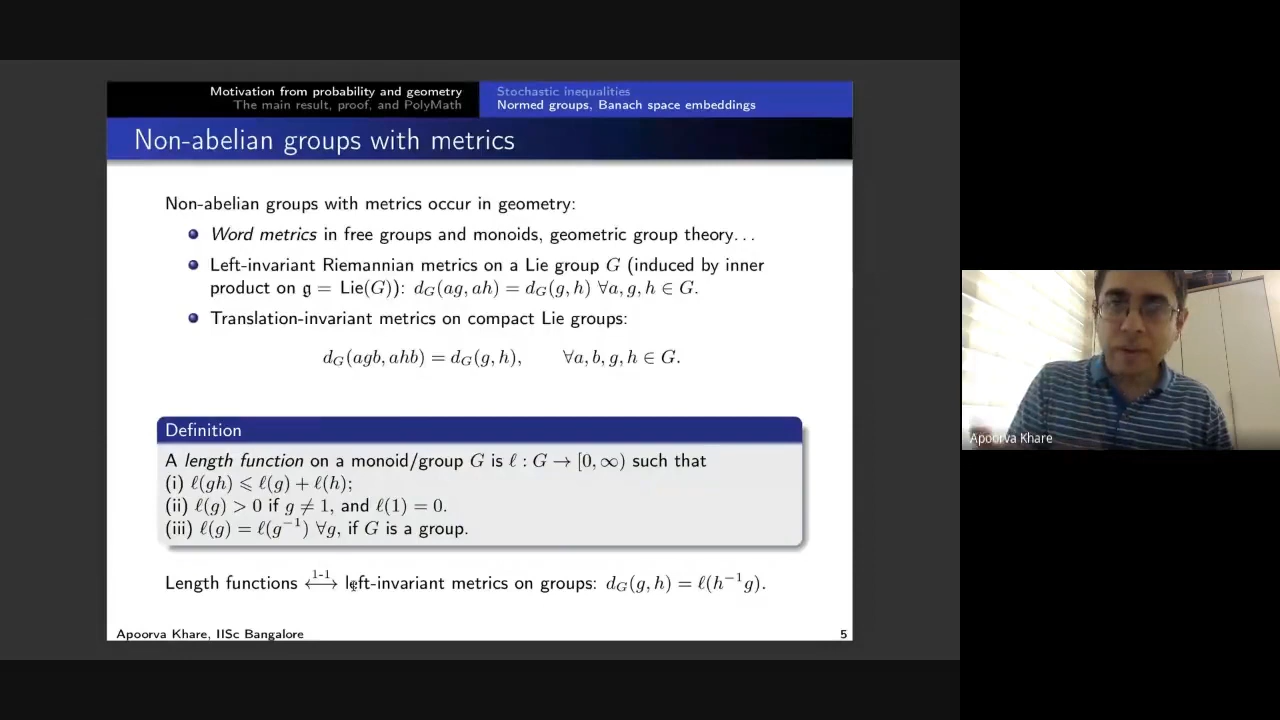 Motivation from probability and geometry
The main result, proof, and PolyMath
Stochastic inequalities
Normed groups, Banach space embeddings
Non-abelian groups with metrics
Non-abelian groups with metrics occur in geometry:
Word metrics in free groups and monoids, geometric group theory...
Left-invariant Riemannian metrics on a Lie group G (induced by inner
product on 𝔤 = Lie(G)): d_G(ag, ah) = d_G(g, h) ∀a, g, h ∈ G.
Translation-invariant metrics on compact Lie groups:
d_G(agb, ahb) = d_G(g, h), ∀a, b, g, h ∈ G.
Definition
A length function on a monoid/group G is ℓ : G → [0, ∞) such that
(i) ℓ(gh) ⩽ ℓ(g) + ℓ(h);
(ii) ℓ(g) > 0 if g ≠ 1, and ℓ(1) = 0.
(iii) ℓ(g) = ℓ(g⁻¹) ∀g, if G is a group.
Length functions ⟷ 1-1 left-invariant metrics on groups: d_G(g, h) = ℓ(h⁻¹g).
Apoorva Khare, IISc Bangalore
5
Apoorva Khare